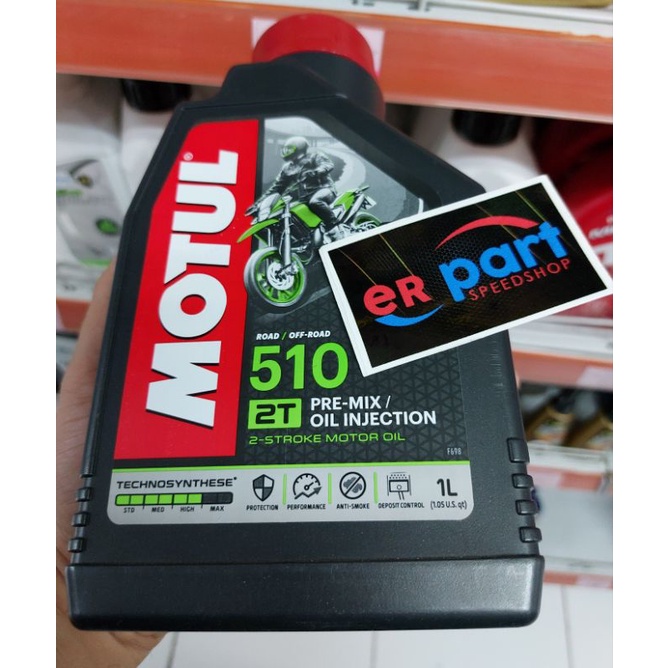 MOTUL®
ROAD / OFF-ROAD
510
2T
PRE-MIX /
OIL INJECTION
2-STROKE MOTOR OIL
F698
TECHNOSYNTHESE®
STD MED HIGH MAX
PROTECTION
PERFORMANCE
ANTI-SMOKE
DEPOSIT CONTROL
1L
(1.05 U.S. qt)
eR part
SPEEDSHOP